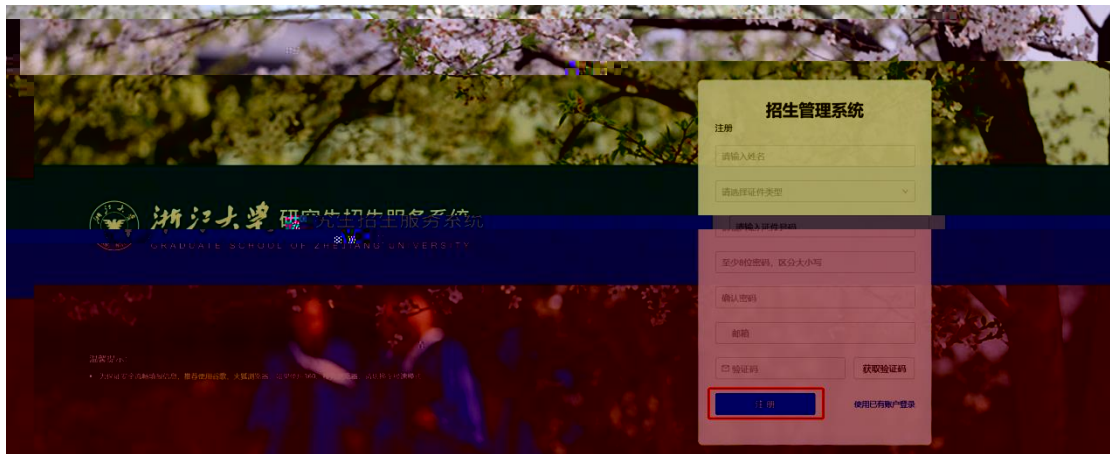 浙江大学研究生招生服务系统
GRADUATE SCHOOL OF ZHEJIANG UNIVERSITY
温馨提示：
招生管理系统
注册
请输入姓名
请选择证件类型
请输入证件号码
至少8位密码，区分大小写
确认密码
邮箱
验证码
获取验证码
注 册
使用已有账户登录